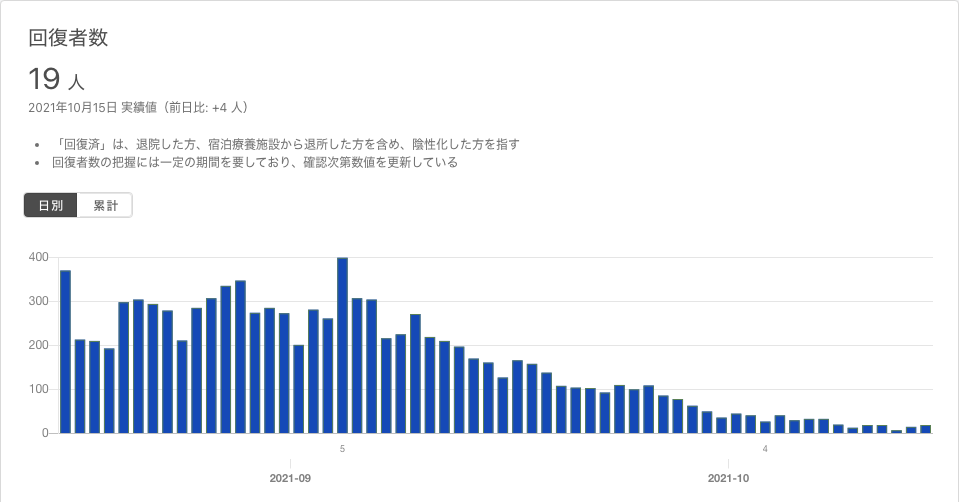 回復者数
19 人
2021年10月15日 実績値（前日比: +4 人）
• 「回復済」は、退院した方、宿泊療養施設から退所した方を含め、陰性化した方を指す
• 回復者数の把握には一定の期間を要しており、確認次第数値を更新している
日別 累計
400
300
200
100
0
5 4
2021-09 2021-10